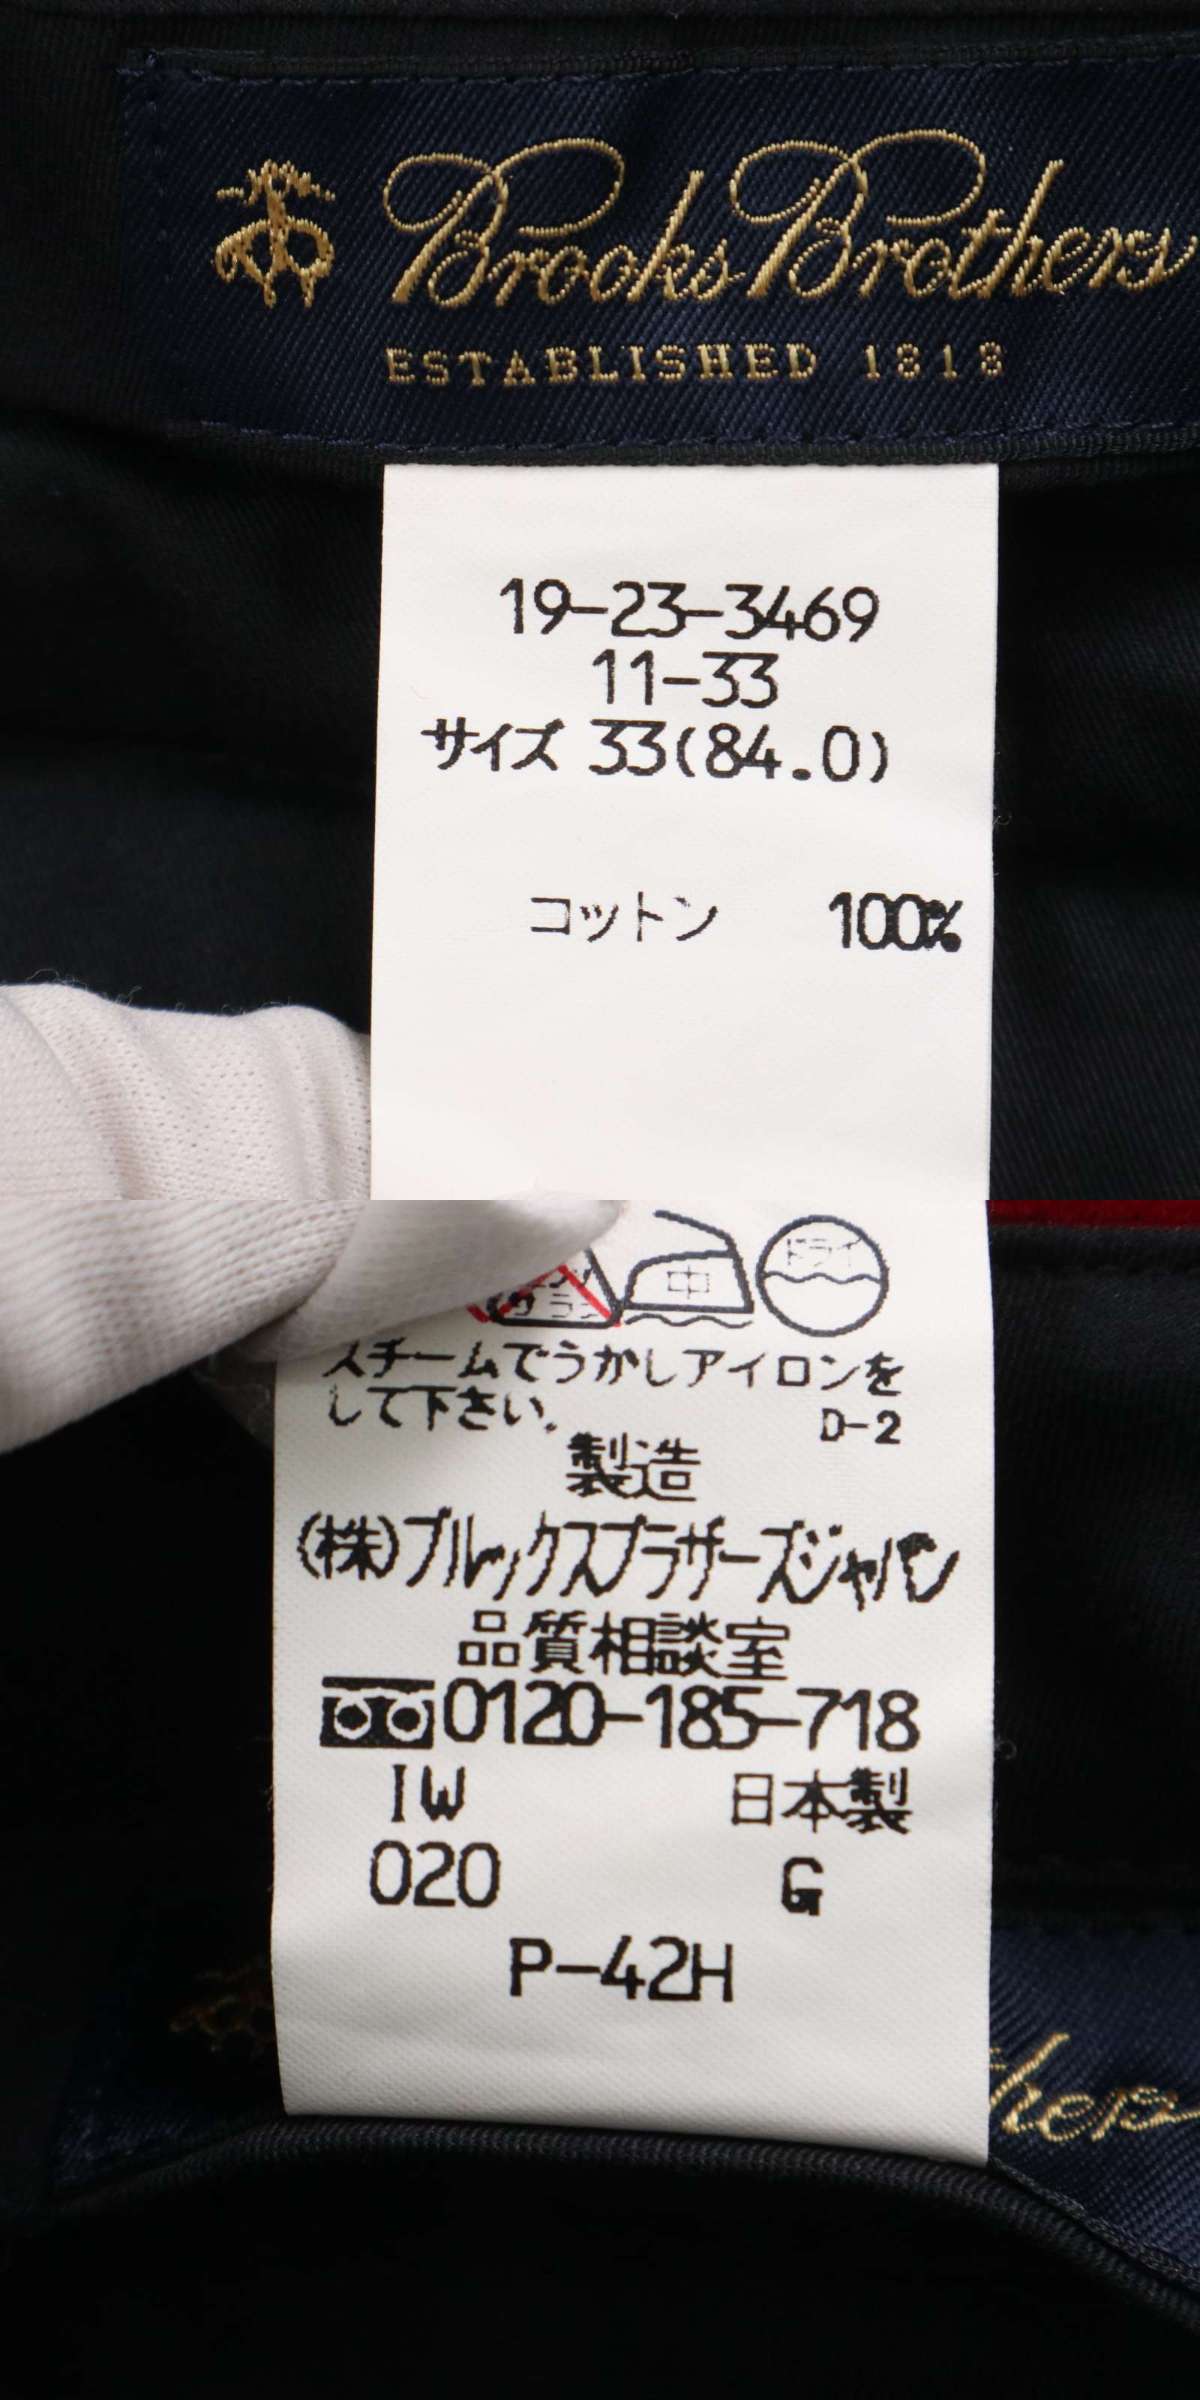 Brooks Brothers
ESTABLISHED 1818
19-23-3469
11-33
サイズ 33(84.0)
コットン 100%
中 ドライ
スチームでうかしアイロンを
して下さい。 D-2
製造
(株)ブルックスブラザーズジャパン
品質相談室
0120-185-718
IW 日本製
020 G
P-42H
thers